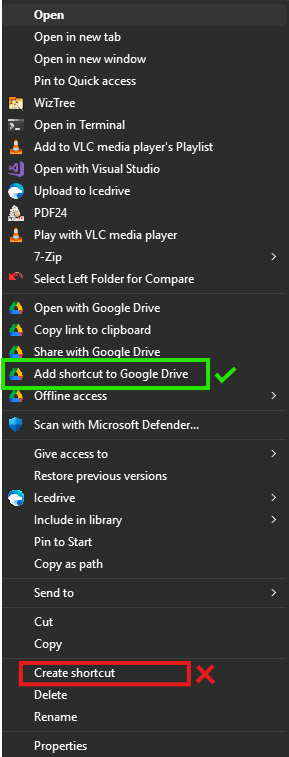 Open
Open in new tab
Open in new window
Pin to Quick access
WizTree
Open in Terminal
Add to VLC media player's Playlist
Open with Visual Studio
Upload to Icedrive
PDF24
Play with VLC media player
7-Zip
Select Left Folder for Compare
Open with Google Drive
Copy link to clipboard
Share with Google Drive
Add shortcut to Google Drive
Offline access
Scan with Microsoft Defender...
Give access to
Restore previous versions
Icedrive
Include in library
Pin to Start
Copy as path
Send to
Cut
Copy
Create shortcut
Delete
Rename
Properties